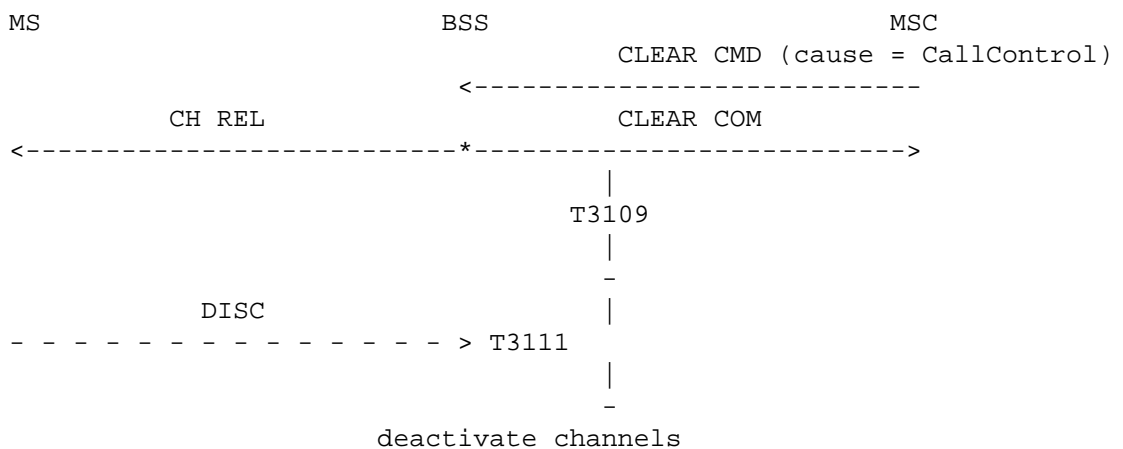 MS BSS MSC
CLEAR CMD (cause = CallControl)
<----------------------------
CH REL CLEAR COM
<---------------------------*--------------------------->
|
T3109
|
-
DISC |
- - - - - - - - - - - - - - > T3111
|
-
deactivate channels